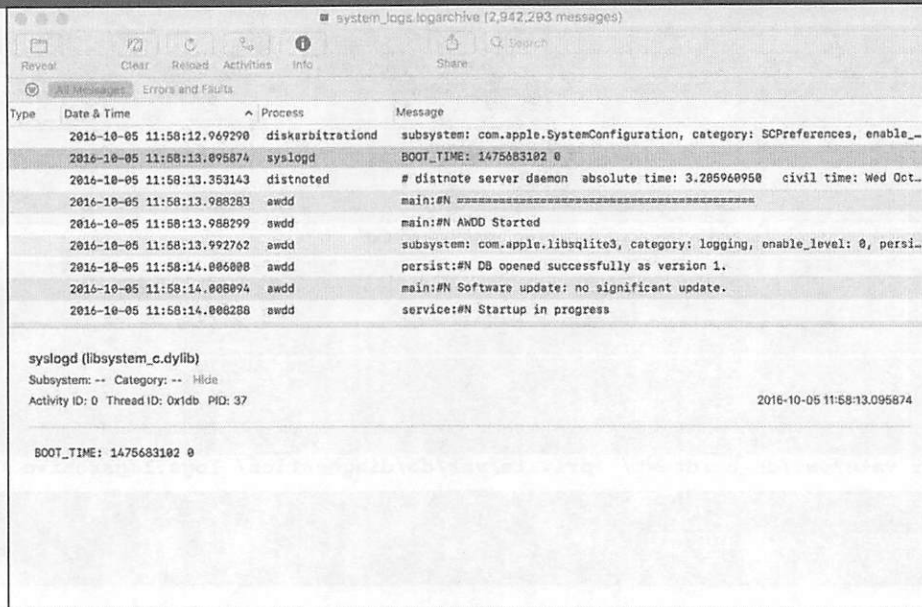 system_logs.logarchive (2,942,293 messages)
Reveal Clear Reload Activities Info Share Search
All Messages Errors and Faults
Type Date & Time Process Message
2016-10-05 11:58:12.969290 diskarbitrationd subsystem: com.apple.SystemConfiguration, category: SCPreferences, enable_…
2016-10-05 11:58:13.095874 syslogd BOOT_TIME: 1475683102 0
2016-10-05 11:58:13.353143 distnoted # distnote server daemon absolute time: 3.205960950 civil time: Wed Oct…
2016-10-05 11:58:13.988283 awdd main:#N
2016-10-05 11:58:13.988299 awdd main:#N AWDD Started
2016-10-05 11:58:13.992762 awdd subsystem: com.apple.libsqlite3, category: logging, enable_level: 0, persi…
2016-10-05 11:58:14.006008 awdd persist:#N DB opened successfully as version 1.
2016-10-05 11:58:14.008094 awdd main:#N Software update: no significant update.
2016-10-05 11:58:14.008288 awdd service:#N Startup in progress
syslogd (libsystem_c.dylib)
Subsystem: -- Category: -- Hide
Activity ID: 0 Thread ID: 0x1db PID: 37 2016-10-05 11:58:13.095874
BOOT_TIME: 1475683102 0